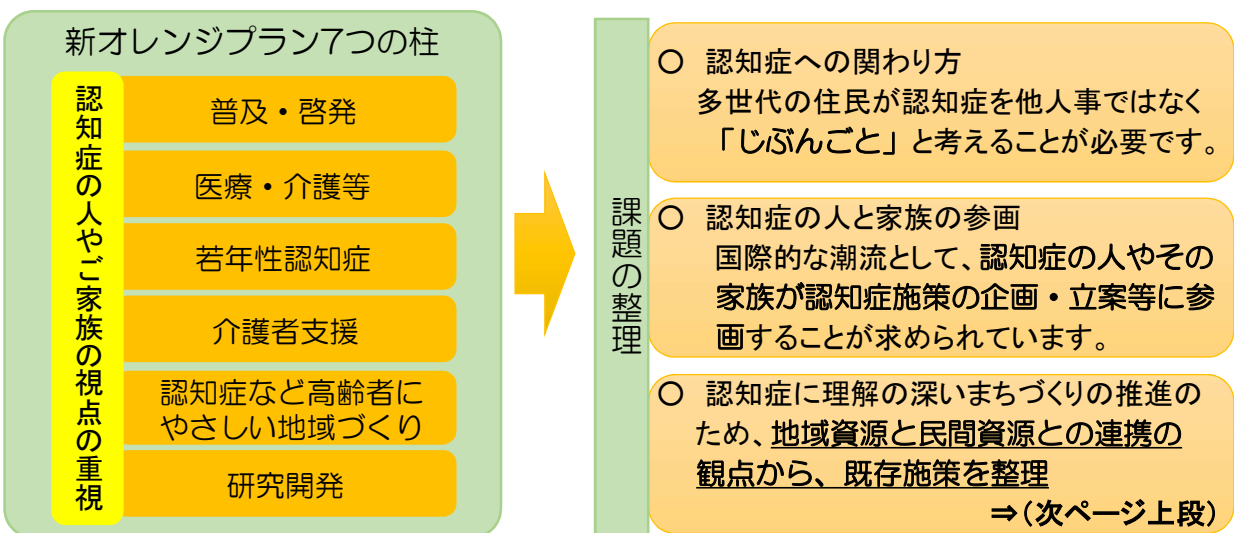 新オレンジプラン7つの柱
認知症の人やご家族の視点の重視
普及・啓発
医療・介護等
若年性認知症
介護者支援
認知症など高齢者に
やさしい地域づくり
研究開発
課題の整理
○ 認知症への関わり方
多世代の住民が認知症を他人事ではなく
「じぶんごと」と考えることが必要です。
○ 認知症の人と家族の参画
国際的な潮流として、認知症の人やその
家族が認知症施策の企画・立案等に参
画することが求められています。
○ 認知症に理解の深いまちづくりの推進の
ため、地域資源と民間資源との連携の
観点から、既存施策を整理
⇒(次ページ上段)